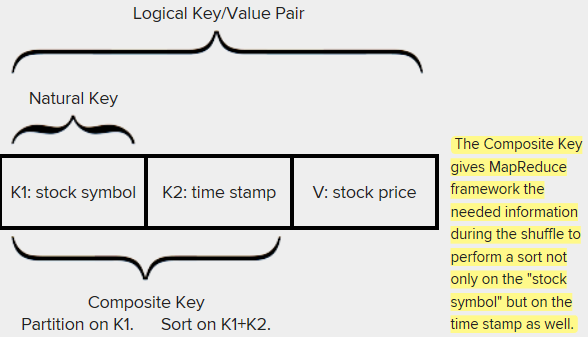 Logical Key/Value Pair
Natural Key
K1: stock symbol K2: time stamp V: stock price
Composite Key
Partition on K1. Sort on K1+K2.
The Composite Key
gives MapReduce
framework the
needed information
during the shuffle to
perform a sort not
only on the "stock
symbol" but on the
time stamp as well.